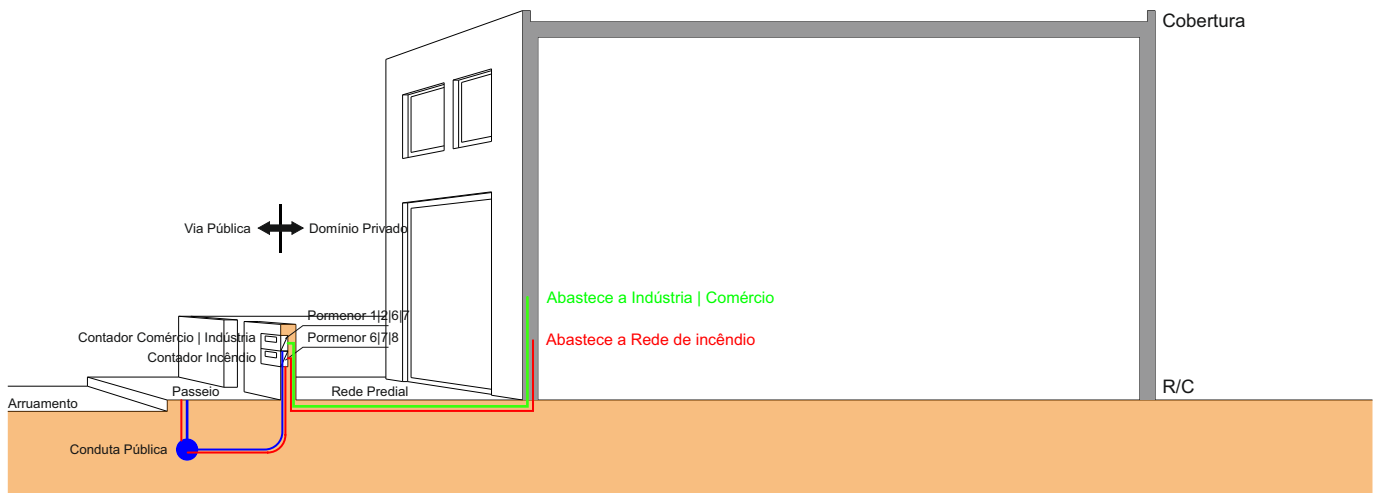 Cobertura
Via Pública
Domínio Privado
Abastece a Indústria | Comércio
Pormenor 1|2|6|7
Contador Comércio | Indústria
Pormenor 6|7|8
Abastece a Rede de incêndio
Contador Incêndio
Passeio
Rede Predial
R/C
Arruamento
Conduta Pública